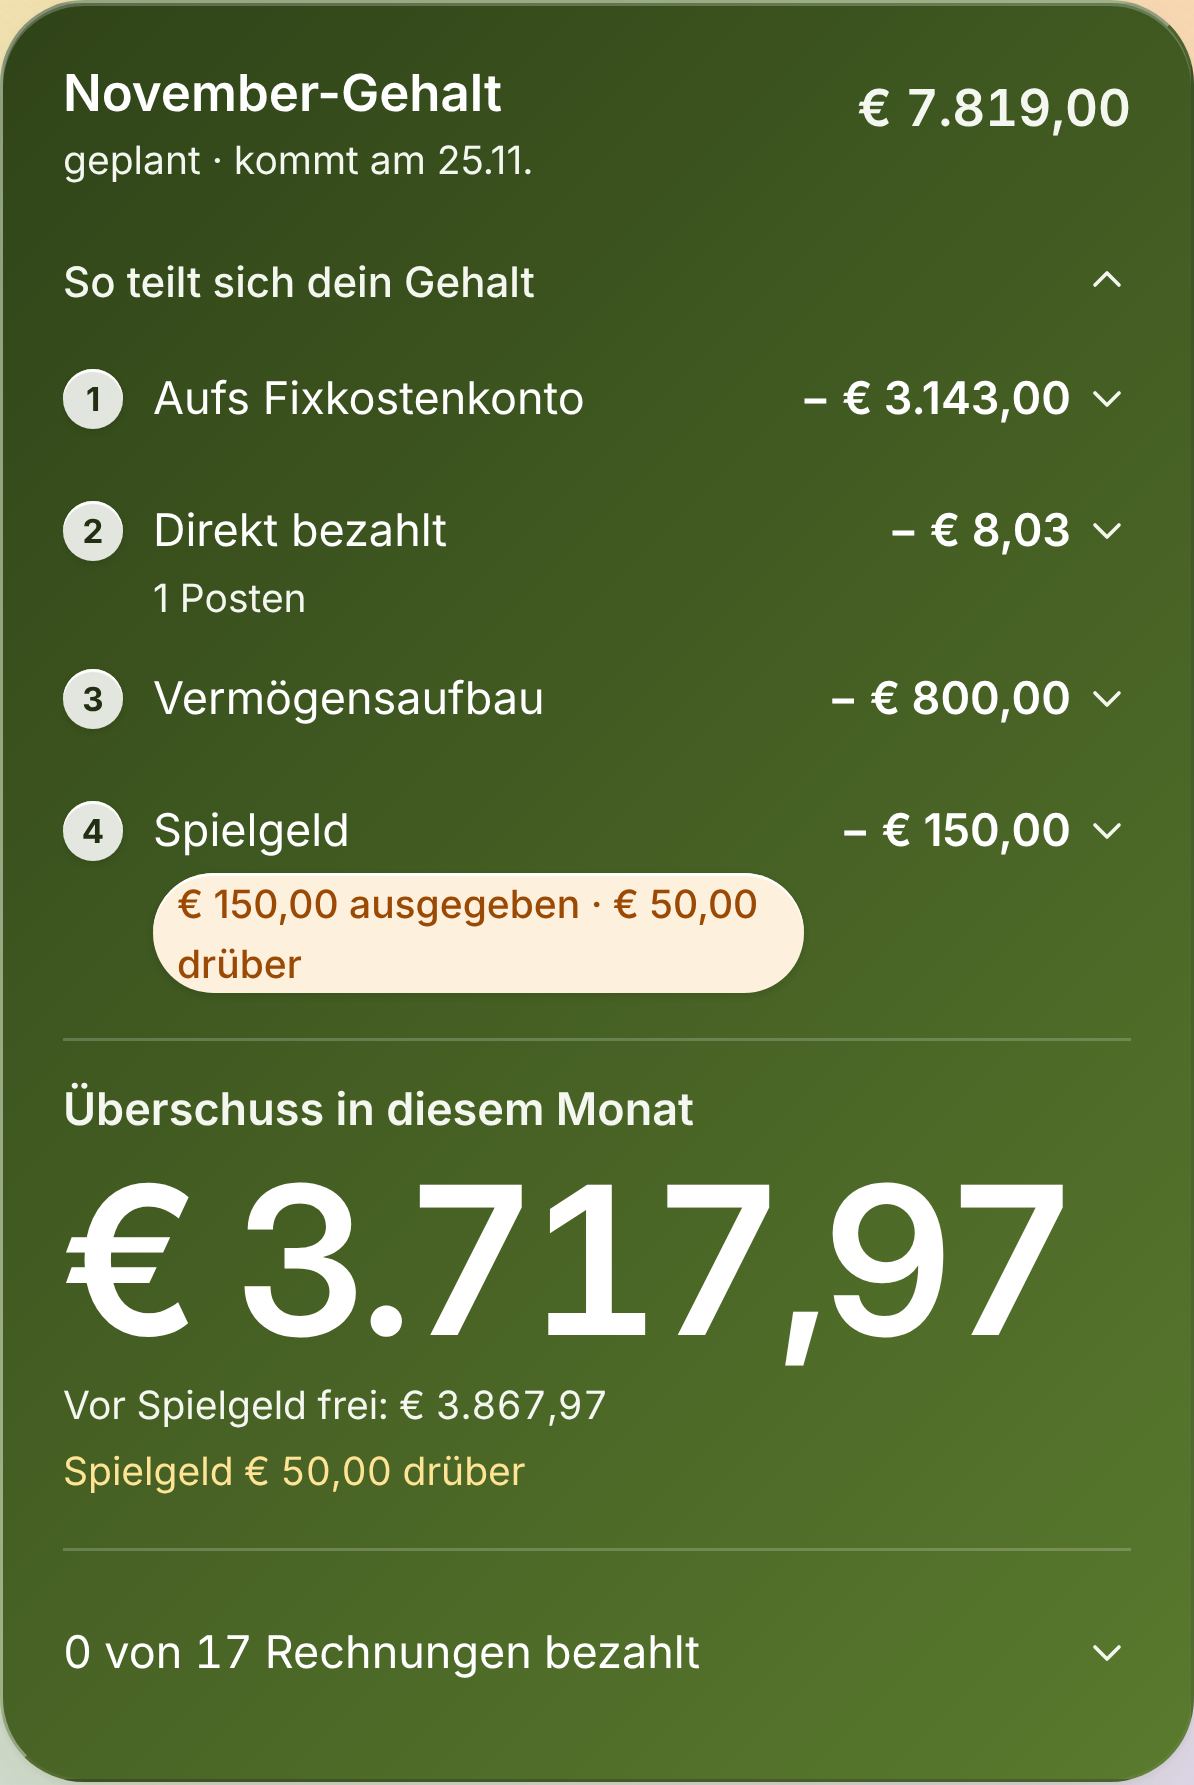 November-Gehalt
€ 7.819,00
geplant · kommt am 25.11.
So teilt sich dein Gehalt
1 Aufs Fixkostenkonto – € 3.143,00
2 Direkt bezahlt – € 8,03
1 Posten
3 Vermögensaufbau – € 800,00
4 Spielgeld – € 150,00
€ 150,00 ausgegeben · € 50,00
drüber
Überschuss in diesem Monat
€ 3.717,97
Vor Spielgeld frei: € 3.867,97
Spielgeld € 50,00 drüber
0 von 17 Rechnungen bezahlt